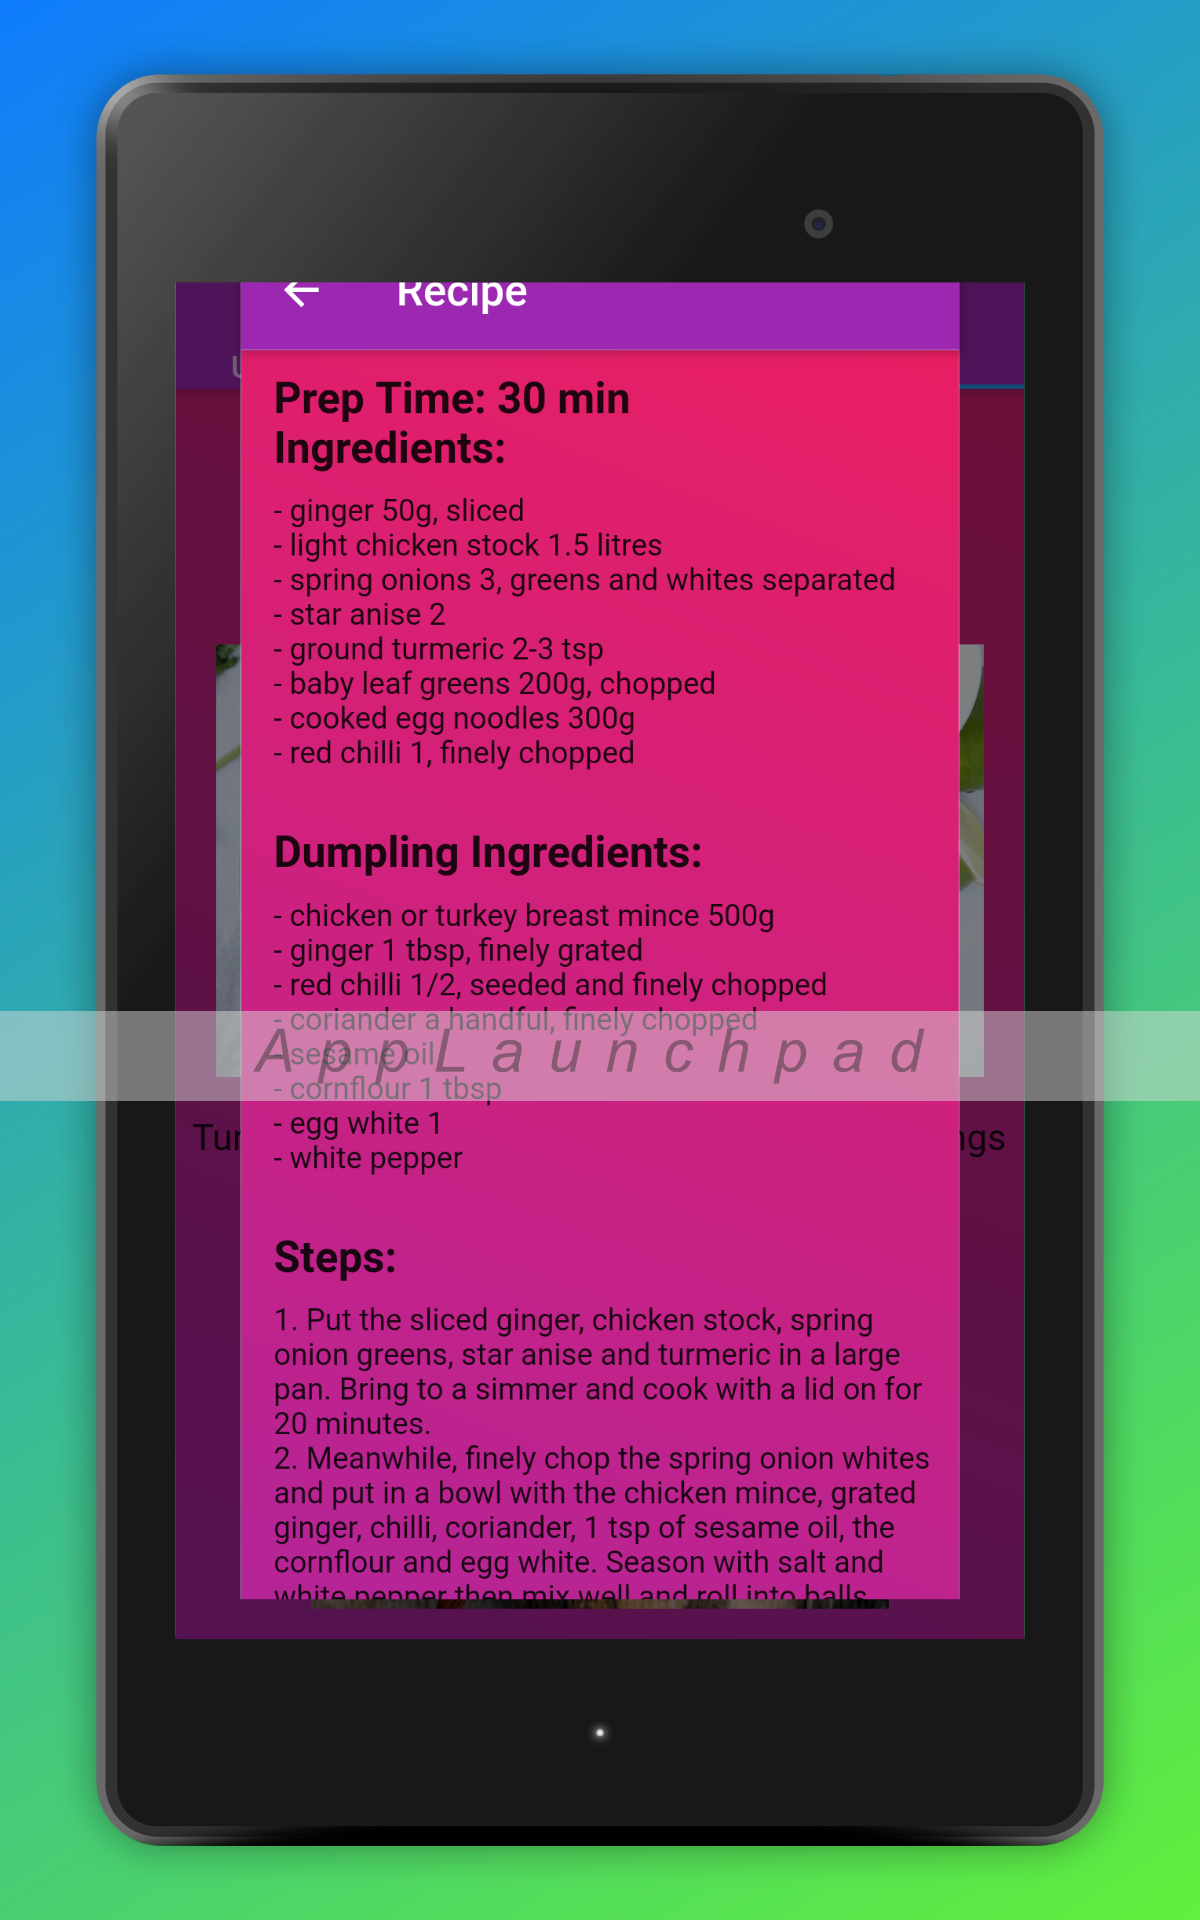 Recipe
Prep Time: 30 min
Ingredients:
- ginger 50g, sliced
- light chicken stock 1.5 litres
- spring onions 3, greens and whites separated
- star anise 2
- ground turmeric 2-3 tsp
- baby leaf greens 200g, chopped
- cooked egg noodles 300g
- red chilli 1, finely chopped
Dumpling Ingredients:
- chicken or turkey breast mince 500g
- ginger 1 tbsp, finely grated
- red chilli 1/2, seeded and finely chopped
- coriander a handful, finely chopped
AppLaunchpad
- sesame oil
- cornflour 1 tbsp
- egg white 1
- white pepper
Steps:
1. Put the sliced ginger, chicken stock, spring
onion greens, star anise and turmeric in a large
pan. Bring to a simmer and cook with a lid on for
20 minutes.
2. Meanwhile, finely chop the spring onion whites
and put in a bowl with the chicken mince, grated
ginger, chilli, coriander, 1 tsp of sesame oil, the
cornflour and egg white. Season with salt and
white pepper then mix well and roll into balls